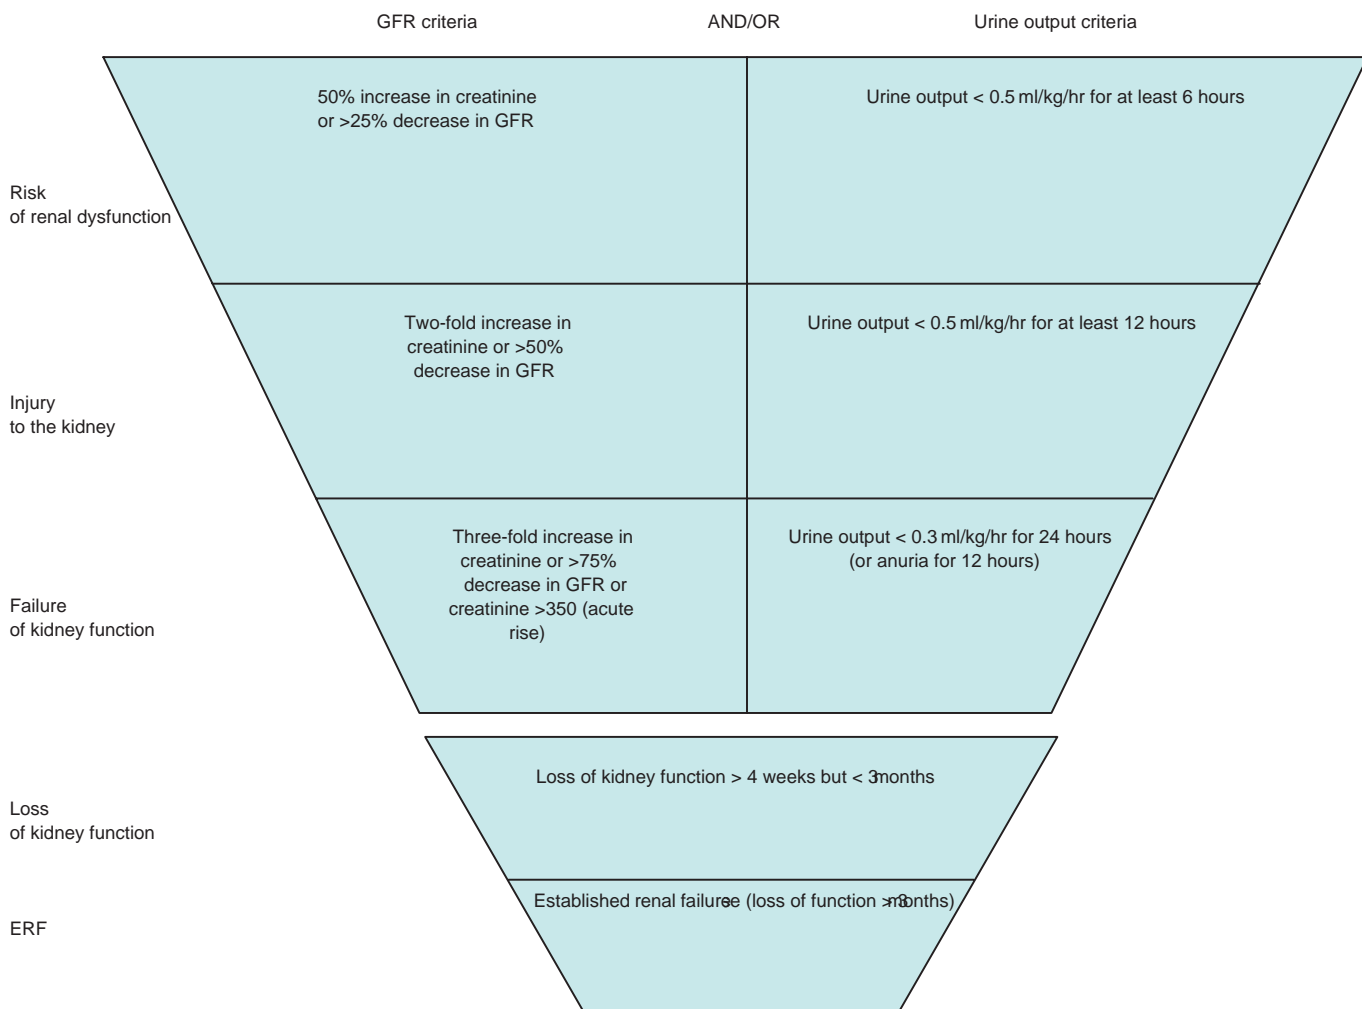 GFR criteria AND/OR Urine output criteria
50% increase in creatinine
or >25% decrease in GFR
Urine output < 0.5 ml/kg/hr for at least 6 hours
Risk
of renal dysfunction
Two-fold increase in
creatinine or >50%
decrease in GFR
Urine output < 0.5 ml/kg/hr for at least 12 hours
Injury
to the kidney
Three-fold increase in
creatinine or >75%
decrease in GFR or
creatinine >350 (acute
rise)
Urine output < 0.3 ml/kg/hr for 24 hours
(or anuria for 12 hours)
Failure
of kidney function
Loss of kidney function > 4 weeks but < 3months
Loss
of kidney function
Established renal (loss of function months)
ERF